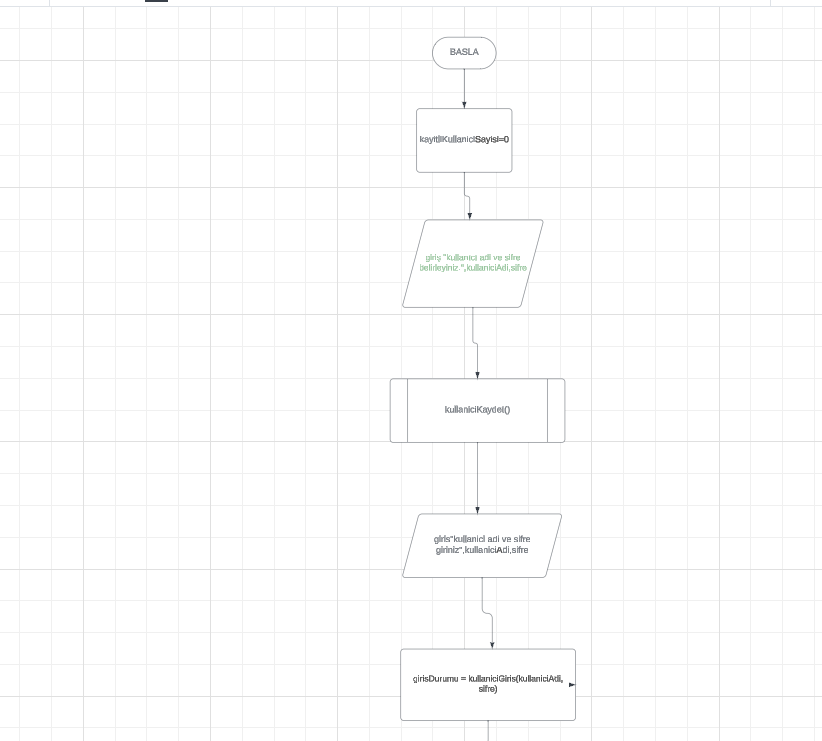 BASLA
kayitliKullaniciSayisi=0
giriş "kullanici adi ve sifre
belirleyiniz ",kullaniciAdi,sifre
kullaniciKaydet()
giris"kullanici adi ve sifre
giriniz",kullaniciAdi,sifre
girisDurumu = kullaniciGiris(kullaniciAdi,
sifre)